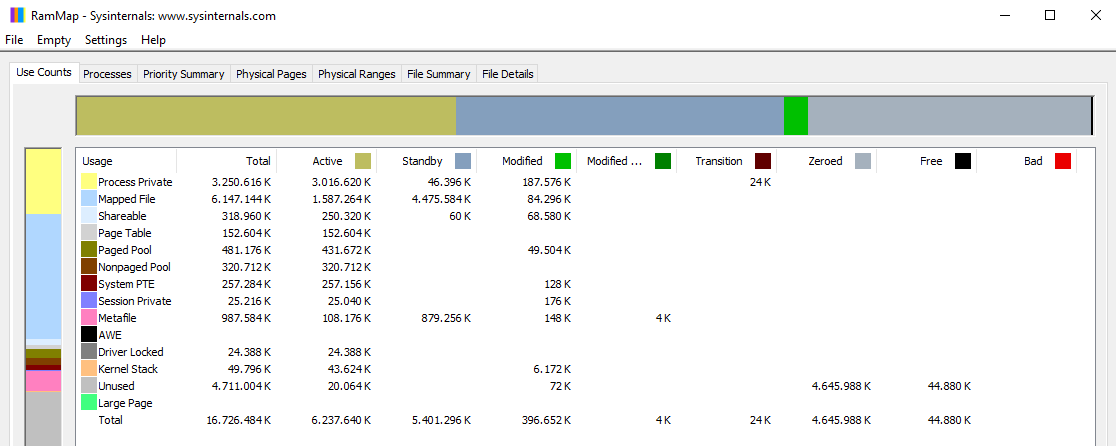 RamMap - Sysinternals: www.sysinternals.com
File Empty Settings Help
Use Counts Processes Priority Summary Physical Pages Physical Ranges File Summary File Details
Usage Total Active Standby Modified Modified ... Transition Zeroed Free Bad
Process Private 3.250.616 K 3.016.620 K 46.396 K 187.576 K 24 K
Mapped File 6.147.144 K 1.587.264 K 4.475.584 K 84.296 K
Shareable 318.960 K 250.320 K 60 K 68.580 K
Page Table 152.604 K 152.604 K
Paged Pool 481.176 K 431.672 K 49.504 K
Nonpaged Pool 320.712 K 320.712 K
System PTE 257.284 K 257.156 K 128 K
Session Private 25.216 K 25.040 K 176 K
Metafile 987.584 K 108.176 K 879.256 K 148 K 4 K
AWE
Driver Locked 24.388 K 24.388 K
Kernel Stack 49.796 K 43.624 K 6.172 K
Unused 4.711.004 K 20.064 K 72 K 4.645.988 K 44.880 K
Large Page
Total 16.726.484 K 6.237.640 K 5.401.296 K 396.652 K 4 K 24 K 4.645.988 K 44.880 K